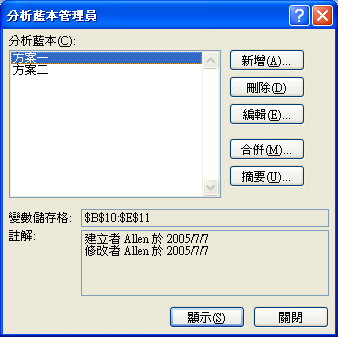 分析藍本管理員
分析藍本(C):
方案一
方案二
新增(A)...
刪除(D)
編輯(E)...
合併(M)...
摘要(U)...
變數儲存格: $B$10:$E$11
註解: 建立者 Allen 於 2005/7/7
修改者 Allen 於 2005/7/7
顯示(S) 關閉